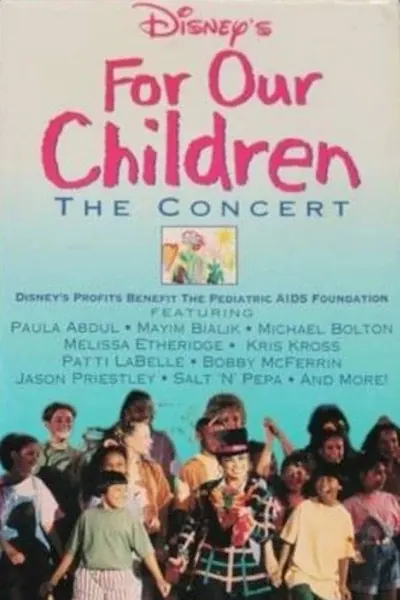 Disney's
For Our
Children
THE CONCERT
DISNEY'S PROFITS BENEFIT THE PEDIATRIC AIDS FOUNDATION
FEATURING
PAULA ABDUL • MAYIM BIALIK • MICHAEL BOLTON
MELISSA ETHERIDGE • KRIS KROSS
PATTI LABELLE • BOBBY MCFERRIN
JASON PRIESTLEY • SALT 'N' PEPA • AND MORE!